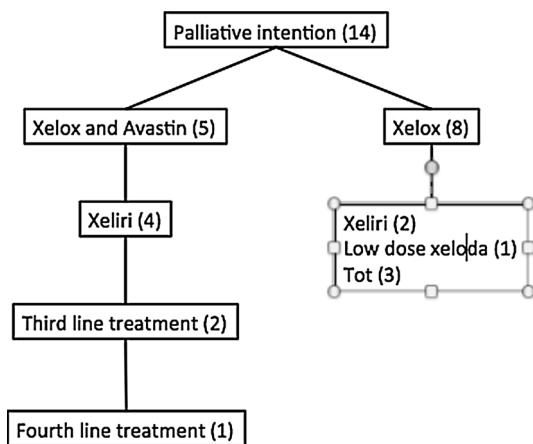 Palliative intention (14)
Xelox and Avastin (5)
Xelox (8)
Xeliri (4)
Xeliri (2)
Low dose xeloda (1)
Tot (3)
Third line treatment (2)
Fourth line treatment (1)